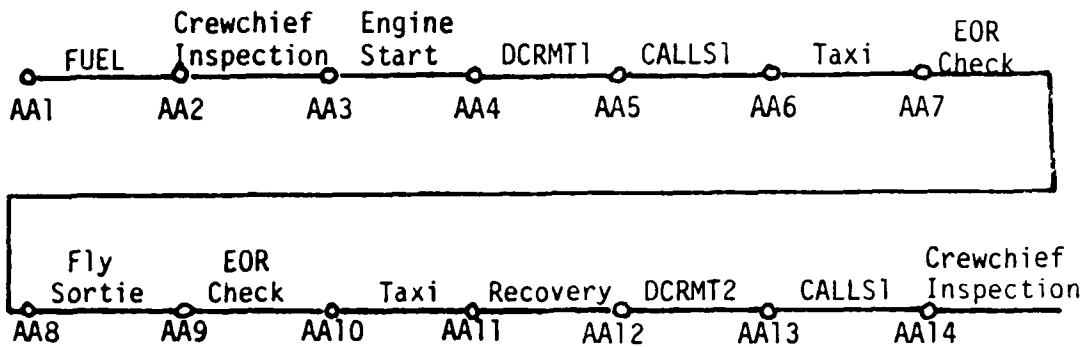 Crewchief Engine EOR
FUEL Inspection Start DCRMT1 CALLS1 Taxi Check
AA1 AA2 AA3 AA4 AA5 AA6 AA7
Fly EOR Crewchief
Sortie Check Taxi Recovery DCRMT2 CALLS1 Inspection
AA8 AA9 AA10 AA11 AA12 AA13 AA14